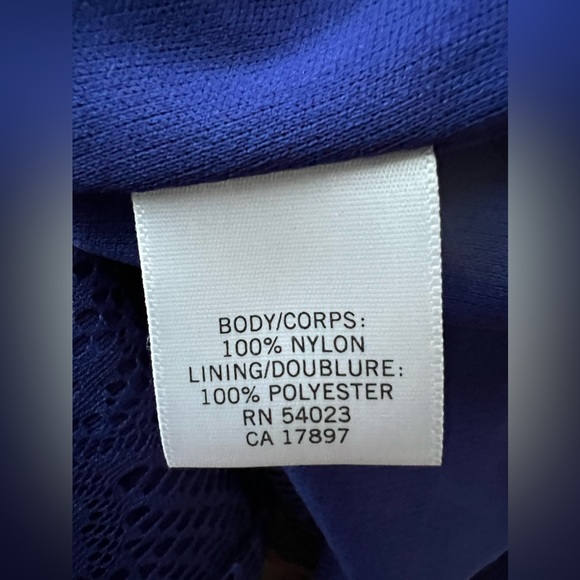 BODY/CORPS:
100% NYLON
LINING/DOUBLURE:
100% POLYESTER
RN 54023
CA 17897